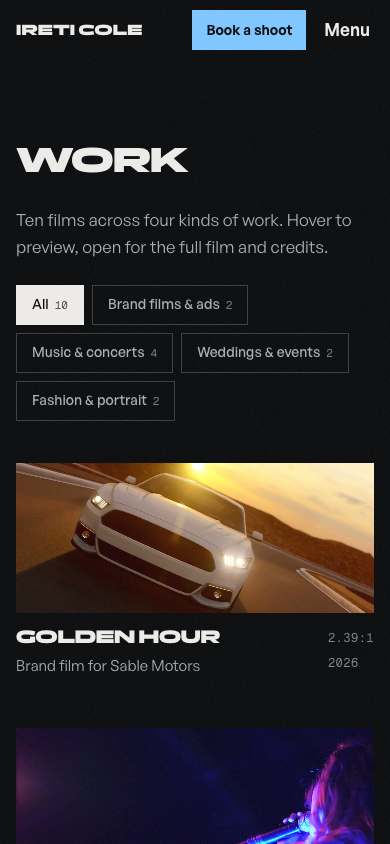 IRETI COLE
Book a shoot
Menu
WORK
Ten films across four kinds of work. Hover to
preview, open for the full film and credits.
All 10
Brand films & ads 2
Music & concerts 4
Weddings & events 2
Fashion & portrait 2
GOLDEN HOUR
2.39:1
Brand film for Sable Motors
2026